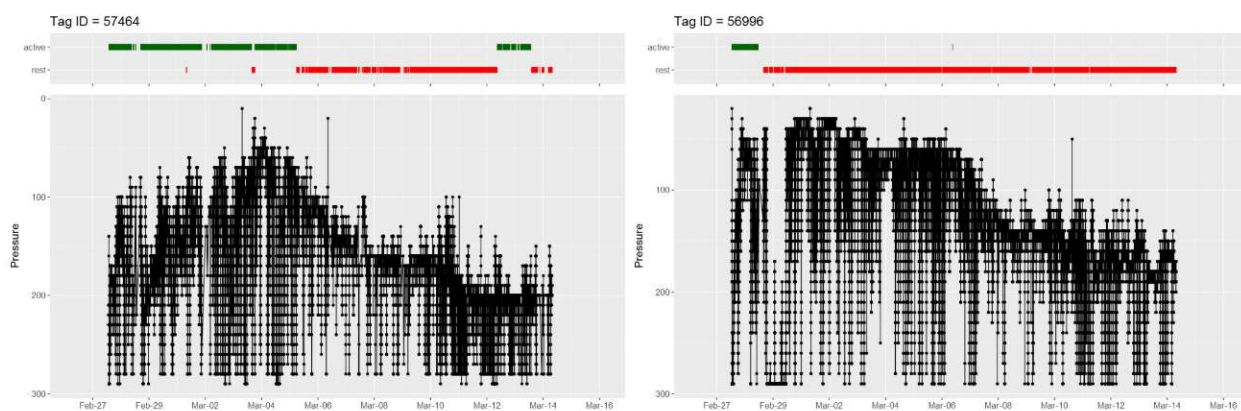 Tag ID = 57464
active
rest
0
100
200
300
Pressure
Feb-27 Feb-29 Mar-02 Mar-04 Mar-06 Mar-08 Mar-10 Mar-12 Mar-14 Mar-16
Tag ID = 56996
active
rest
100
200
300
Pressure
Feb-27 Feb-29 Mar-02 Mar-04 Mar-06 Mar-08 Mar-10 Mar-12 Mar-14 Mar-16